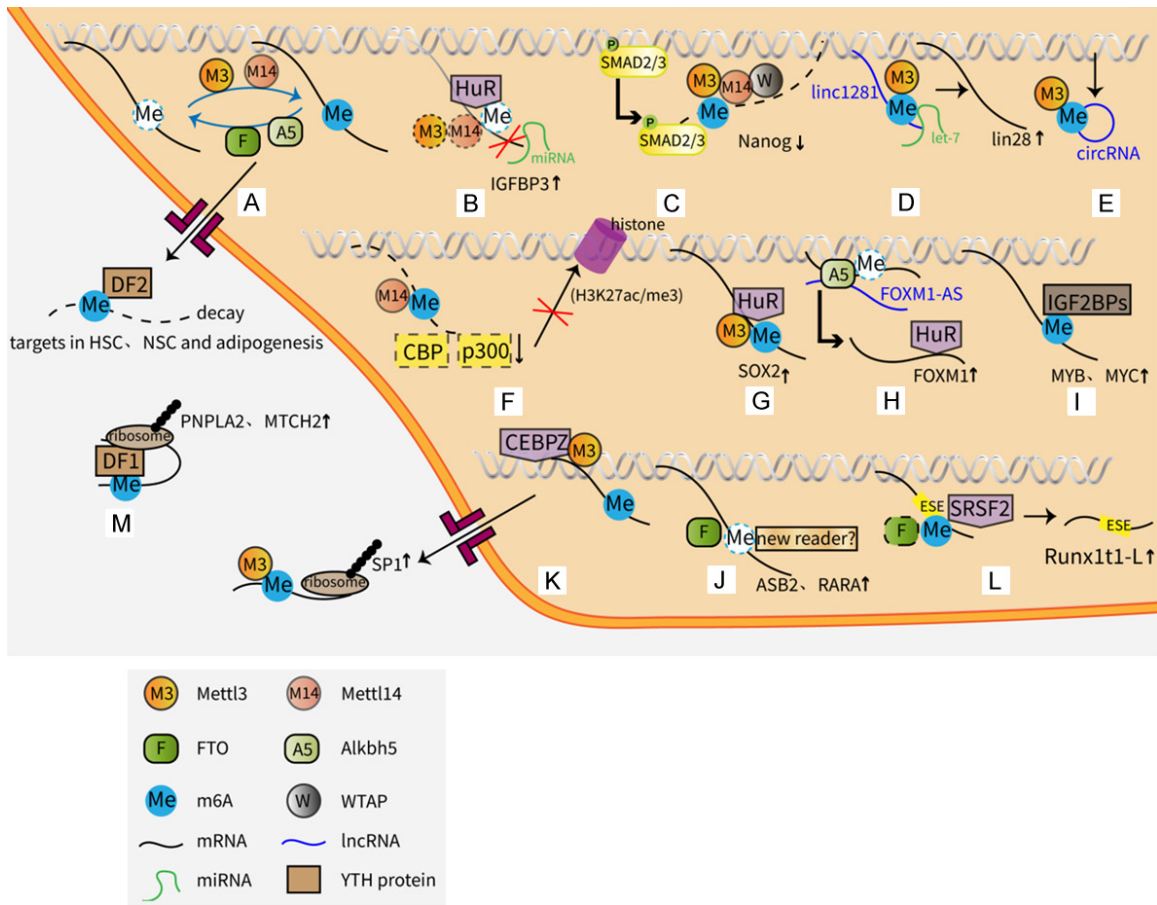 P
SMAD2/3
M3
M14
HuR
M3
M14
W
linc1281
M3
M3
Me
Me
Me
Me
Me
Me
F
A5
M3
M14
miRNA
P
SMAD2/3
Nanog↓
let-7
lin28↑
circRNA
IGFBP3↑
A
B
C
D
E
histone
DF2
Me
decay
targets in HSC、NSC and adipogenesis
M14
Me
(H3K27ac/me3)
CBP
p300↓
HuR
M3
Me
SOX2↑
A5
Me
FOXM1-AS
HuR
FOXM1↑
IGF2BPs
Me
MYB、MYC↑
F
G
H
I
PNPLA2、MTCH2↑
ribosome
DF1
Me
M
CEBPZ
M3
Me
F
Me
new reader?
ASB2、RARA↑
ESE
SRSF2
F
Me
ESE
Runx1t1-L↑
M3
Me
ribosome
SP1↑
K
J
L
M3 Mettl3 M14 Mettl14
F FTO A5 Alkbh5
Me m6A W WTAP
mRNA lncRNA
miRNA YTH protein